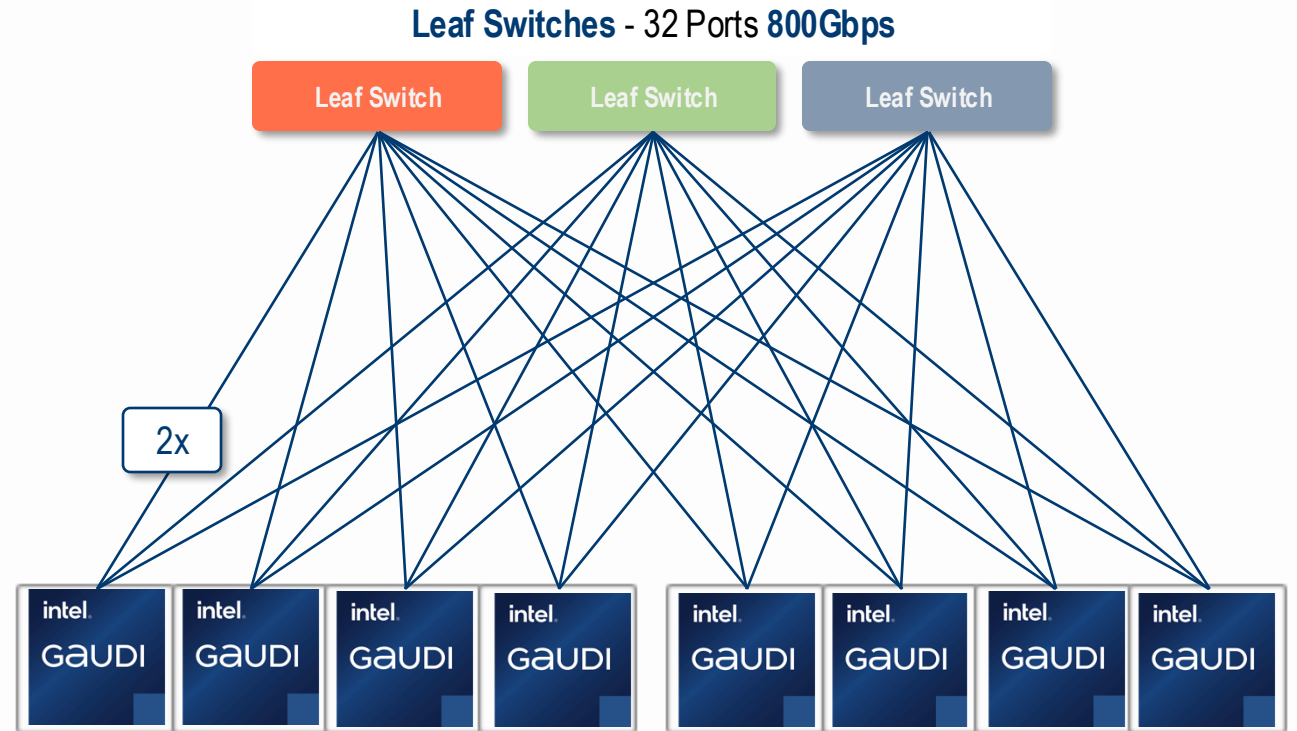 Leaf Switches - 32 Ports 800Gbps
Leaf Switch
Leaf Switch
Leaf Switch
2x
intel.
GAUDI
intel.
GAUDI
intel.
GAUDI
intel.
GAUDI
intel.
GAUDI
intel.
GAUDI
intel.
GAUDI
intel.
GAUDI